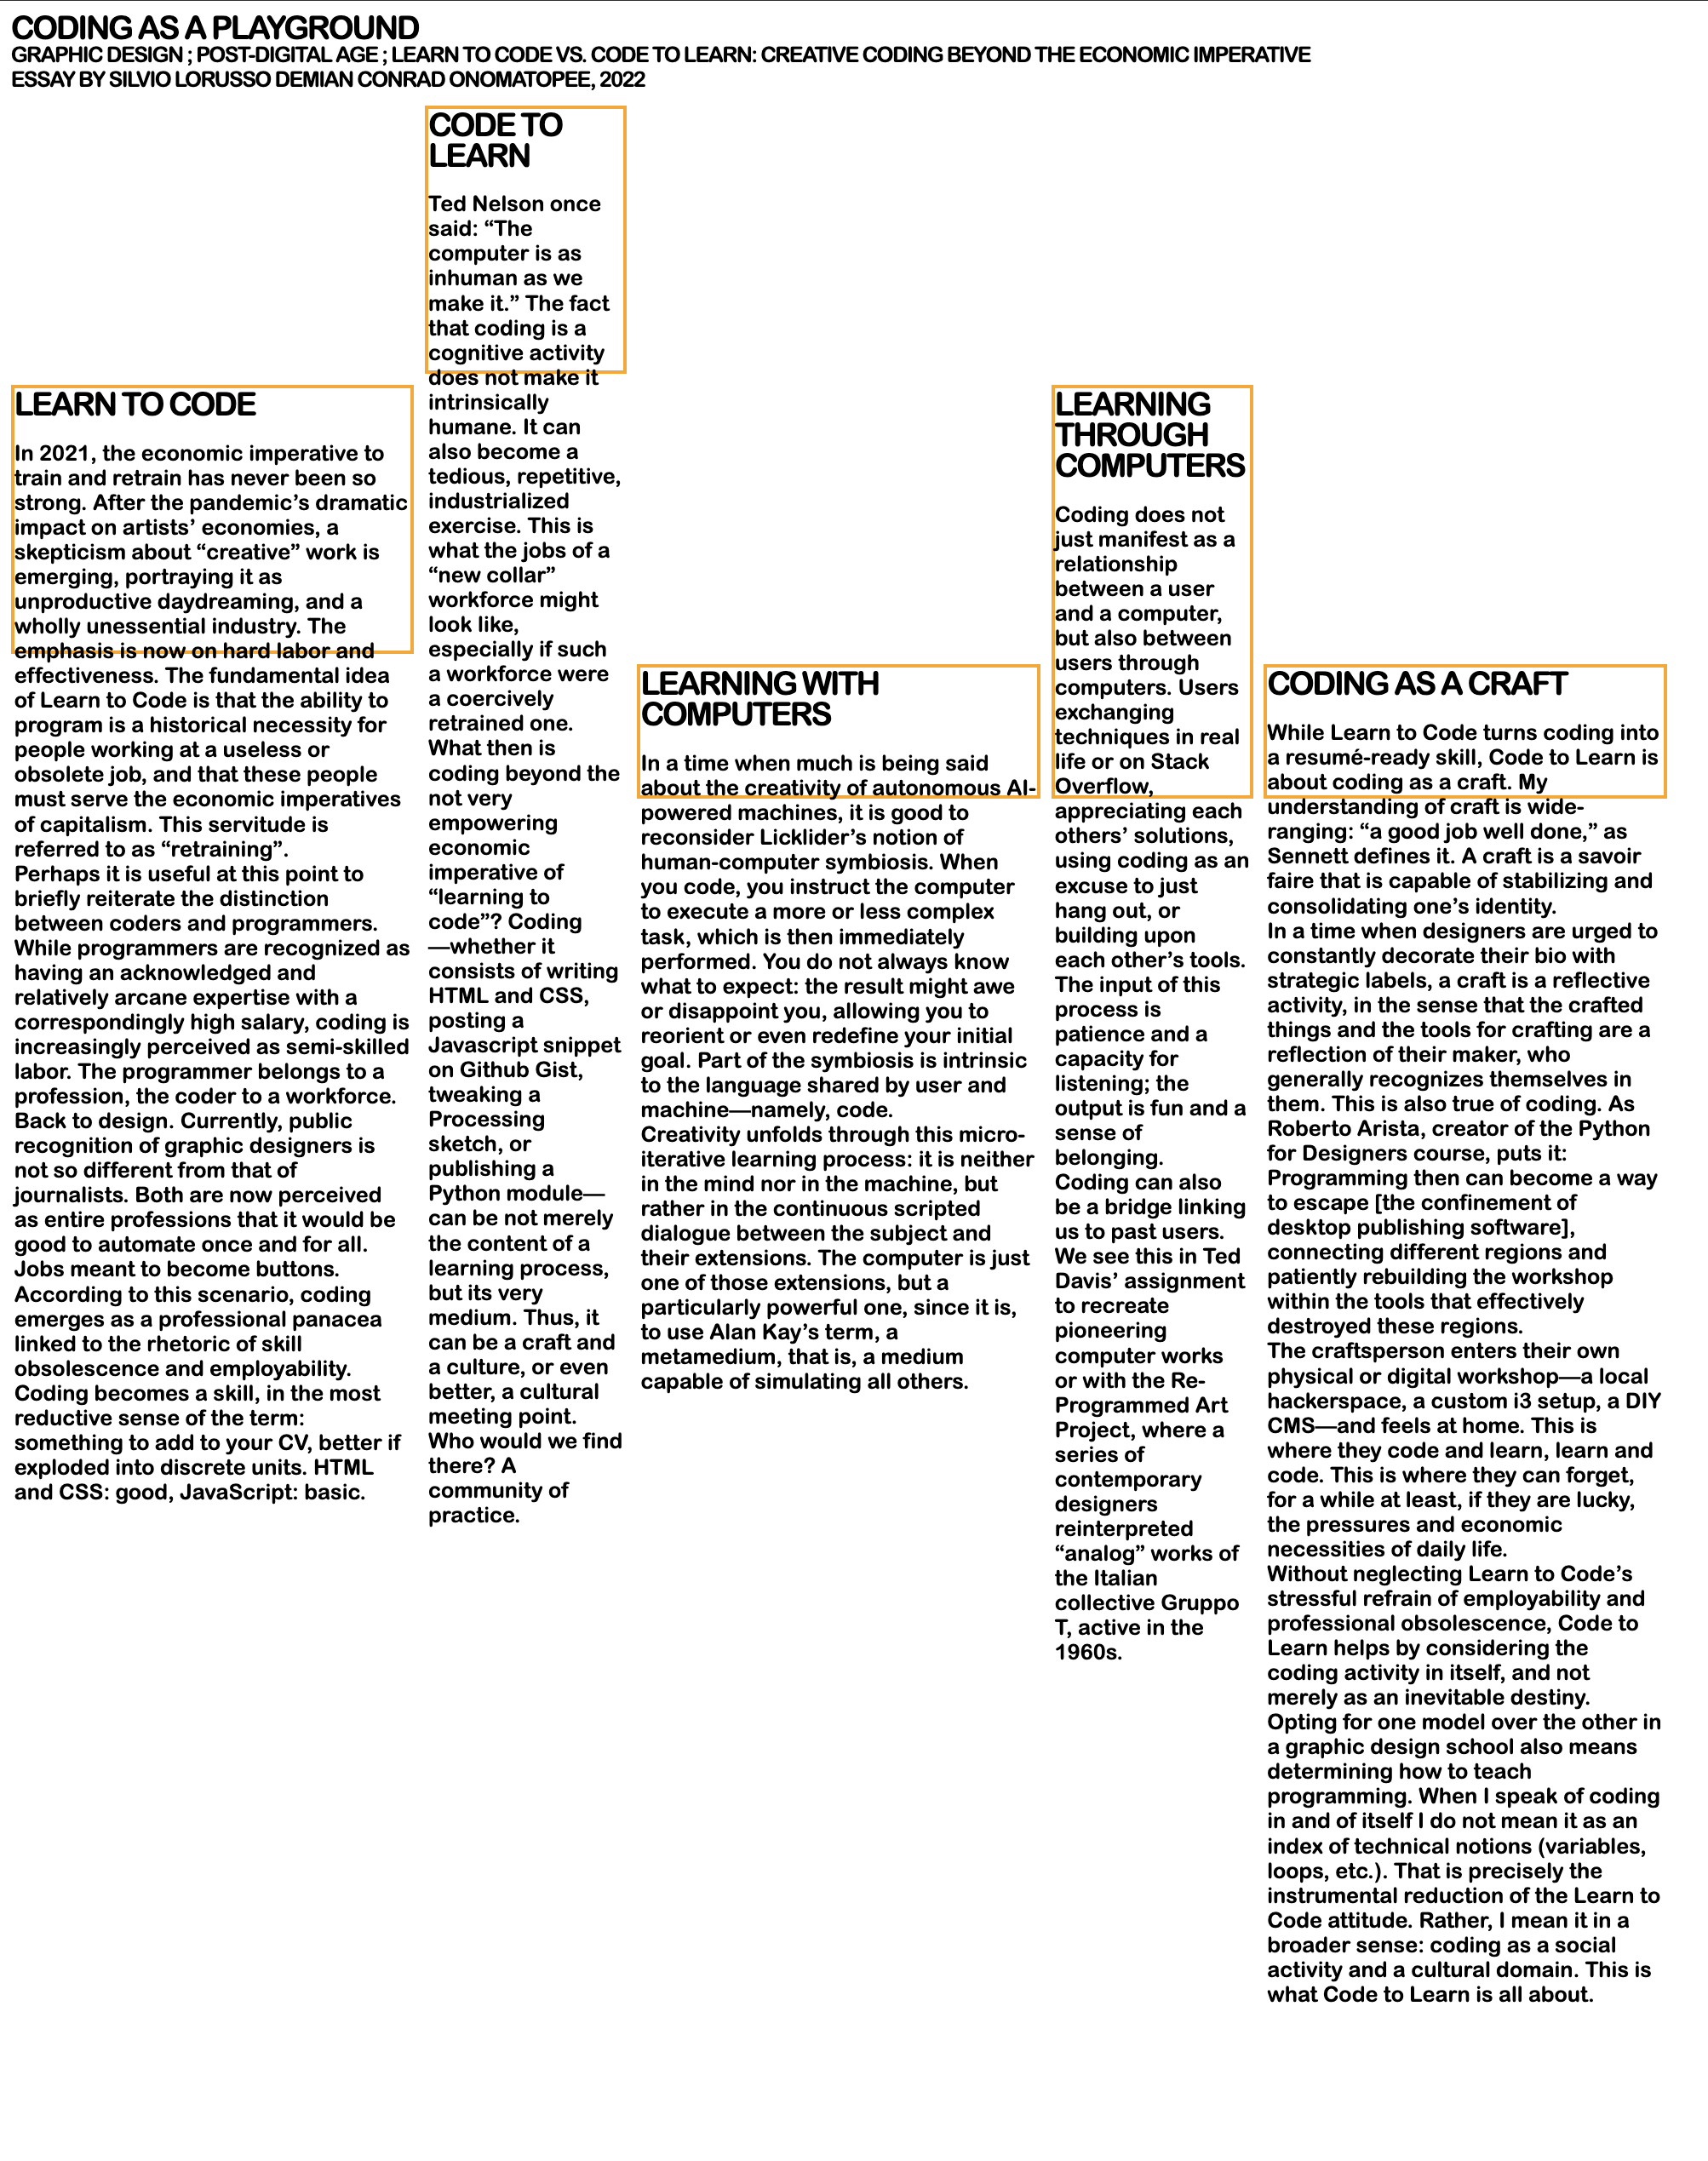 CODING AS A PLAYGROUND
GRAPHIC DESIGN ; POST-DIGITAL AGE ; LEARN TO CODE VS. CODE TO LEARN: CREATIVE CODING BEYOND THE ECONOMIC IMPERATIVE
ESSAY BY SILVIO LORUSSO DEMIAN CONRAD ONOMATOPEE, 2022
LEARN TO CODE
In 2021, the economic imperative to
train and retrain has never been so
strong. After the pandemic’s dramatic
impact on artists’ economies, a
skepticism about “creative” work is
emerging, portraying it as
unproductive daydreaming, and a
wholly unessential industry. The
emphasis is now on hard labor and
effectiveness. The fundamental idea
of Learn to Code is that the ability to
program is a historical necessity for
people working at a useless or
obsolete job, and that these people
must serve the economic imperatives
of capitalism. This servitude is
referred to as “retraining”.
Perhaps it is useful at this point to
briefly reiterate the distinction
between coders and programmers.
While programmers are recognized as
having an acknowledged and
relatively arcane expertise with a
correspondingly high salary, coding is
increasingly perceived as semi-skilled
labor. The programmer belongs to a
profession, the coder to a workforce.
Back to design. Currently, public
recognition of graphic designers is
not so different from that of
journalists. Both are now perceived
as entire professions that it would be
good to automate once and for all.
Jobs meant to become buttons.
According to this scenario, coding
emerges as a professional panacea
linked to the rhetoric of skill
obsolescence and employability.
Coding becomes a skill, in the most
reductive sense of the term:
something to add to your CV, better if
exploded into discrete units. HTML
and CSS: good, JavaScript: basic.
CODE TO
LEARN
Ted Nelson once
said: “The
computer is as
inhuman as we
make it.” The fact
that coding is a
cognitive activity
does not make it
intrinsically
humane. It can
also become a
tedious, repetitive,
industrialized
exercise. This is
what the jobs of a
“new collar”
workforce might
look like,
especially if such
a workforce were
a coercively
retrained one.
What then is
coding beyond the
not very
empowering
economic
imperative of
“learning to
code”? Coding
—whether it
consists of writing
HTML and CSS,
posting a
Javascript snippet
on Github Gist,
tweaking a
Processing
sketch, or
publishing a
Python module—
can be not merely
the content of a
learning process,
but its very
medium. Thus, it
can be a craft and
a culture, or even
better, a cultural
meeting point.
Who would we find
there? A
community of
practice.
LEARNING WITH
COMPUTERS
In a time when much is being said
about the creativity of autonomous AI-
powered machines, it is good to
reconsider Licklider’s notion of
human-computer symbiosis. When
you code, you instruct the computer
to execute a more or less complex
task, which is then immediately
performed. You do not always know
what to expect: the result might awe
or disappoint you, allowing you to
reorient or even redefine your initial
goal. Part of the symbiosis is intrinsic
to the language shared by user and
machine—namely, code.
Creativity unfolds through this micro-
iterative learning process: it is neither
in the mind nor in the machine, but
rather in the continuous scripted
dialogue between the subject and
their extensions. The computer is just
one of those extensions, but a
particularly powerful one, since it is,
to use Alan Kay’s term, a
metamedium, that is, a medium
capable of simulating all others.
LEARNING
THROUGH
COMPUTERS
Coding does not
just manifest as a
relationship
between a user
and a computer,
but also between
users through
computers. Users
exchanging
techniques in real
life or on Stack
Overflow,
appreciating each
others’ solutions,
using coding as an
excuse to just
hang out, or
building upon
each other’s tools.
The input of this
process is
patience and a
capacity for
listening; the
output is fun and a
sense of
belonging.
Coding can also
be a bridge linking
us to past users.
We see this in Ted
Davis’ assignment
to recreate
pioneering
computer works
or with the Re-
Programmed Art
Project, where a
series of
contemporary
designers
reinterpreted
“analog” works of
the Italian
collective Gruppo
T, active in the
1960s.
CODING AS A CRAFT
While Learn to Code turns coding into
a resumé-ready skill, Code to Learn is
about coding as a craft. My
understanding of craft is wide-
ranging: “a good job well done,” as
Sennett defines it. A craft is a savoir
faire that is capable of stabilizing and
consolidating one’s identity.
In a time when designers are urged to
constantly decorate their bio with
strategic labels, a craft is a reflective
activity, in the sense that the crafted
things and the tools for crafting are a
reflection of their maker, who
generally recognizes themselves in
them. This is also true of coding. As
Roberto Arista, creator of the Python
for Designers course, puts it:
Programming then can become a way
to escape [the confinement of
desktop publishing software],
connecting different regions and
patiently rebuilding the workshop
within the tools that effectively
destroyed these regions.
The craftsperson enters their own
physical or digital workshop—a local
hackerspace, a custom i3 setup, a DIY
CMS—and feels at home. This is
where they code and learn, learn and
code. This is where they can forget,
for a while at least, if they are lucky,
the pressures and economic
necessities of daily life.
Without neglecting Learn to Code’s
stressful refrain of employability and
professional obsolescence, Code to
Learn helps by considering the
coding activity in itself, and not
merely as an inevitable destiny.
Opting for one model over the other in
a graphic design school also means
determining how to teach
programming. When I speak of coding
in and of itself I do not mean it as an
index of technical notions (variables,
loops, etc.). That is precisely the
instrumental reduction of the Learn to
Code attitude. Rather, I mean it in a
broader sense: coding as a social
activity and a cultural domain. This is
what Code to Learn is all about.